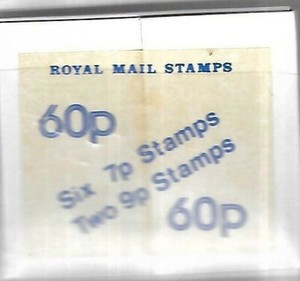 ROYAL MAIL STAMPS
60p
Six 7p Stamps
Two 9p Stamps
60p